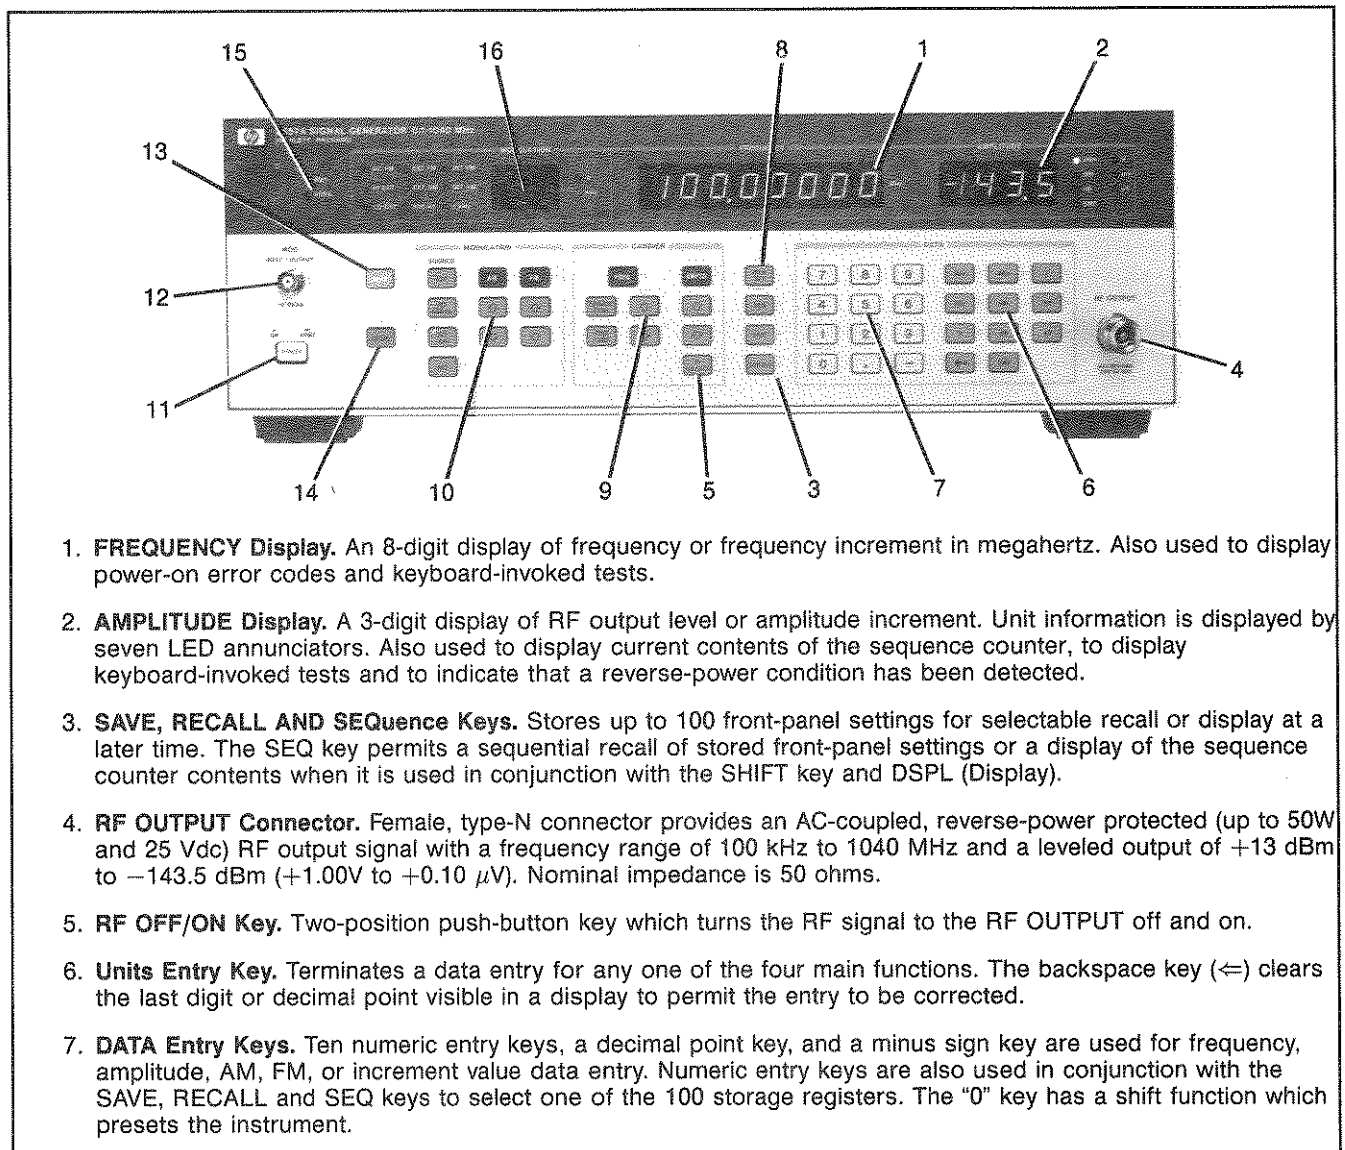 15
16
8
1
2
13
SIGNAL GENERATOR
100.00000
-143.5
MODULATION
CARRIER
SOURCE
7 8 9
4 5 6
1 2 3
0 . −
12
11
4
14
10
9
5
3
7
6
1. FREQUENCY Display. An 8-digit display of frequency or frequency increment in megahertz. Also used to display
power-on error codes and keyboard-invoked tests.
2. AMPLITUDE Display. A 3-digit display of RF output level or amplitude increment. Unit information is displayed by
seven LED annunciators. Also used to display current contents of the sequence counter, to display
keyboard-invoked tests and to indicate that a reverse-power condition has been detected.
3. SAVE, RECALL AND SEQuence Keys. Stores up to 100 front-panel settings for selectable recall or display at a
later time. The SEQ key permits a sequential recall of stored front-panel settings or a display of the sequence
counter contents when it is used in conjunction with the SHIFT key and DSPL (Display).
4. RF OUTPUT Connector. Female, type-N connector provides an AC-coupled, reverse-power protected (up to 50W
and 25 Vdc) RF output signal with a frequency range of 100 kHz to 1040 MHz and a leveled output of +13 dBm
to −143.5 dBm (+1.00V to +0.10 μV). Nominal impedance is 50 ohms.
5. RF OFF/ON Key. Two-position push-button key which turns the RF signal to the RF OUTPUT off and on.
6. Units Entry Key. Terminates a data entry for any one of the four main functions. The backspace key (⇐) clears
the last digit or decimal point visible in a display to permit the entry to be corrected.
7. DATA Entry Keys. Ten numeric entry keys, a decimal point key, and a minus sign key are used for frequency,
amplitude, AM, FM, or increment value data entry. Numeric entry keys are also used in conjunction with the
SAVE, RECALL and SEQ keys to select one of the 100 storage registers. The "0" key has a shift function which
presets the instrument.